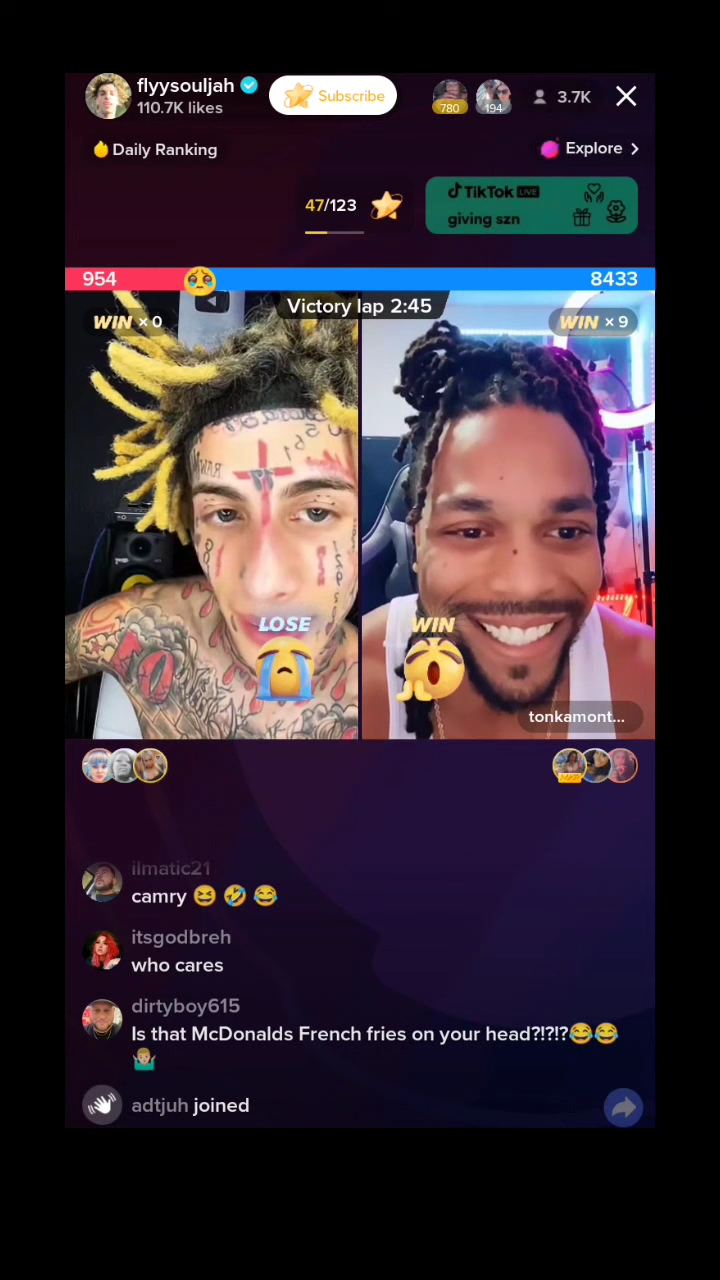 flyysouljah
110.7K likes
Subscribe
780
194
3.7K
Daily Ranking
Explore
47/123
TikTok LIVE
giving szn
954
8433
Victory lap 2:45
WIN × 0
WIN × 9
LOSE
WIN
tonkamont...
ilmatic21
camry 😆 🤣 😂
itsgodbreh
who cares
dirtyboy615
Is that McDonalds French fries on your head?!?!?😂😂
🤷🏼‍♂️
adtjuh joined